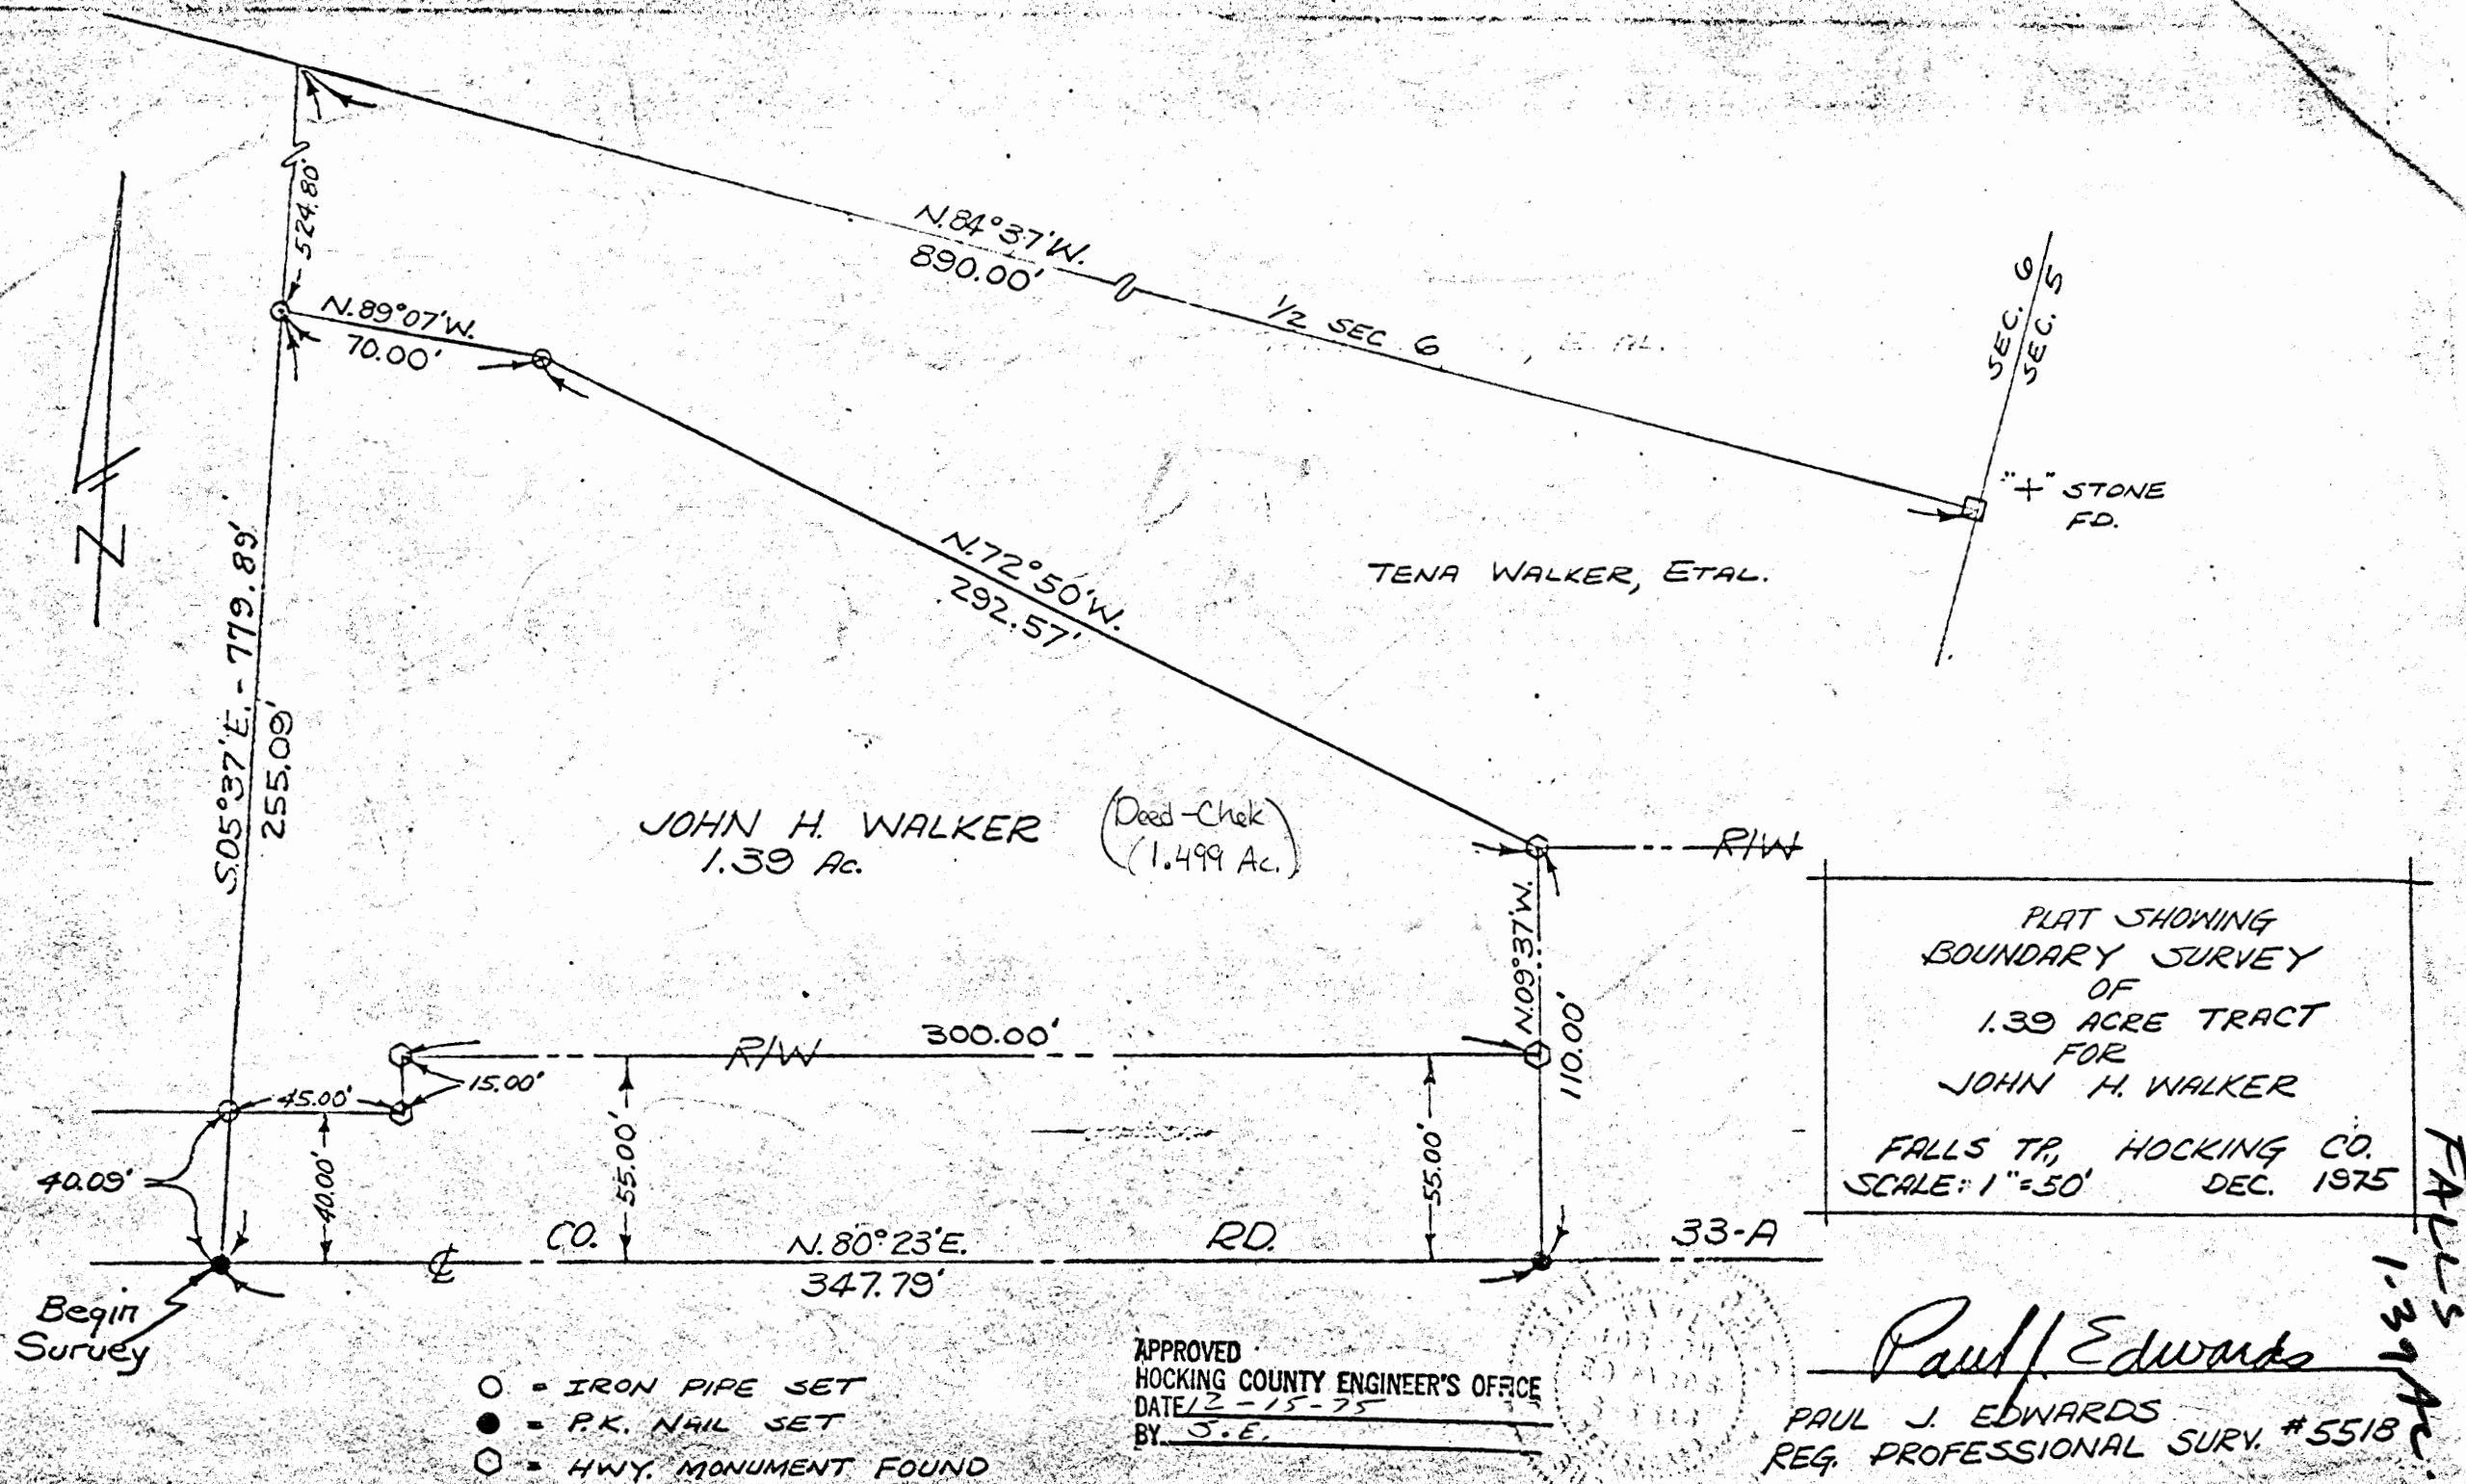 524.80'
N.89°07'W.
70.00'
N.84°37'W.
890.00'
1/2 SEC 6
SEC. 6
SEC. 5
"+" STONE
FD.
TENA WALKER, ETAL.
N
S.05°37'E. - 779.89'
255.09'
N.72°50'W.
292.57'
JOHN H. WALKER
1.39 Ac.
(Deed-Chek)
(1.499 Ac.)
R/W
N.09°37'W.
110.00'
R/W
300.00'
15.00'
45.00'
40.09'
40.00'
55.00'
55.00'
℄
CO.
N. 80°23'E.
RD.
33-A
347.79'
Begin
Survey
PLAT SHOWING
BOUNDARY SURVEY
OF
1.39 ACRE TRACT
FOR
JOHN H. WALKER
FALLS TP., HOCKING CO.
SCALE: 1"=50' DEC. 1975
FALLS
1.39 Ac.
O = IRON PIPE SET
● = P.K. NAIL SET
⬡ = HWY. MONUMENT FOUND
APPROVED
HOCKING COUNTY ENGINEER'S OFFICE
DATE 12-15-75
BY J.E.
Paul J Edwards
PAUL J. EDWARDS
REG. PROFESSIONAL SURV. #5518